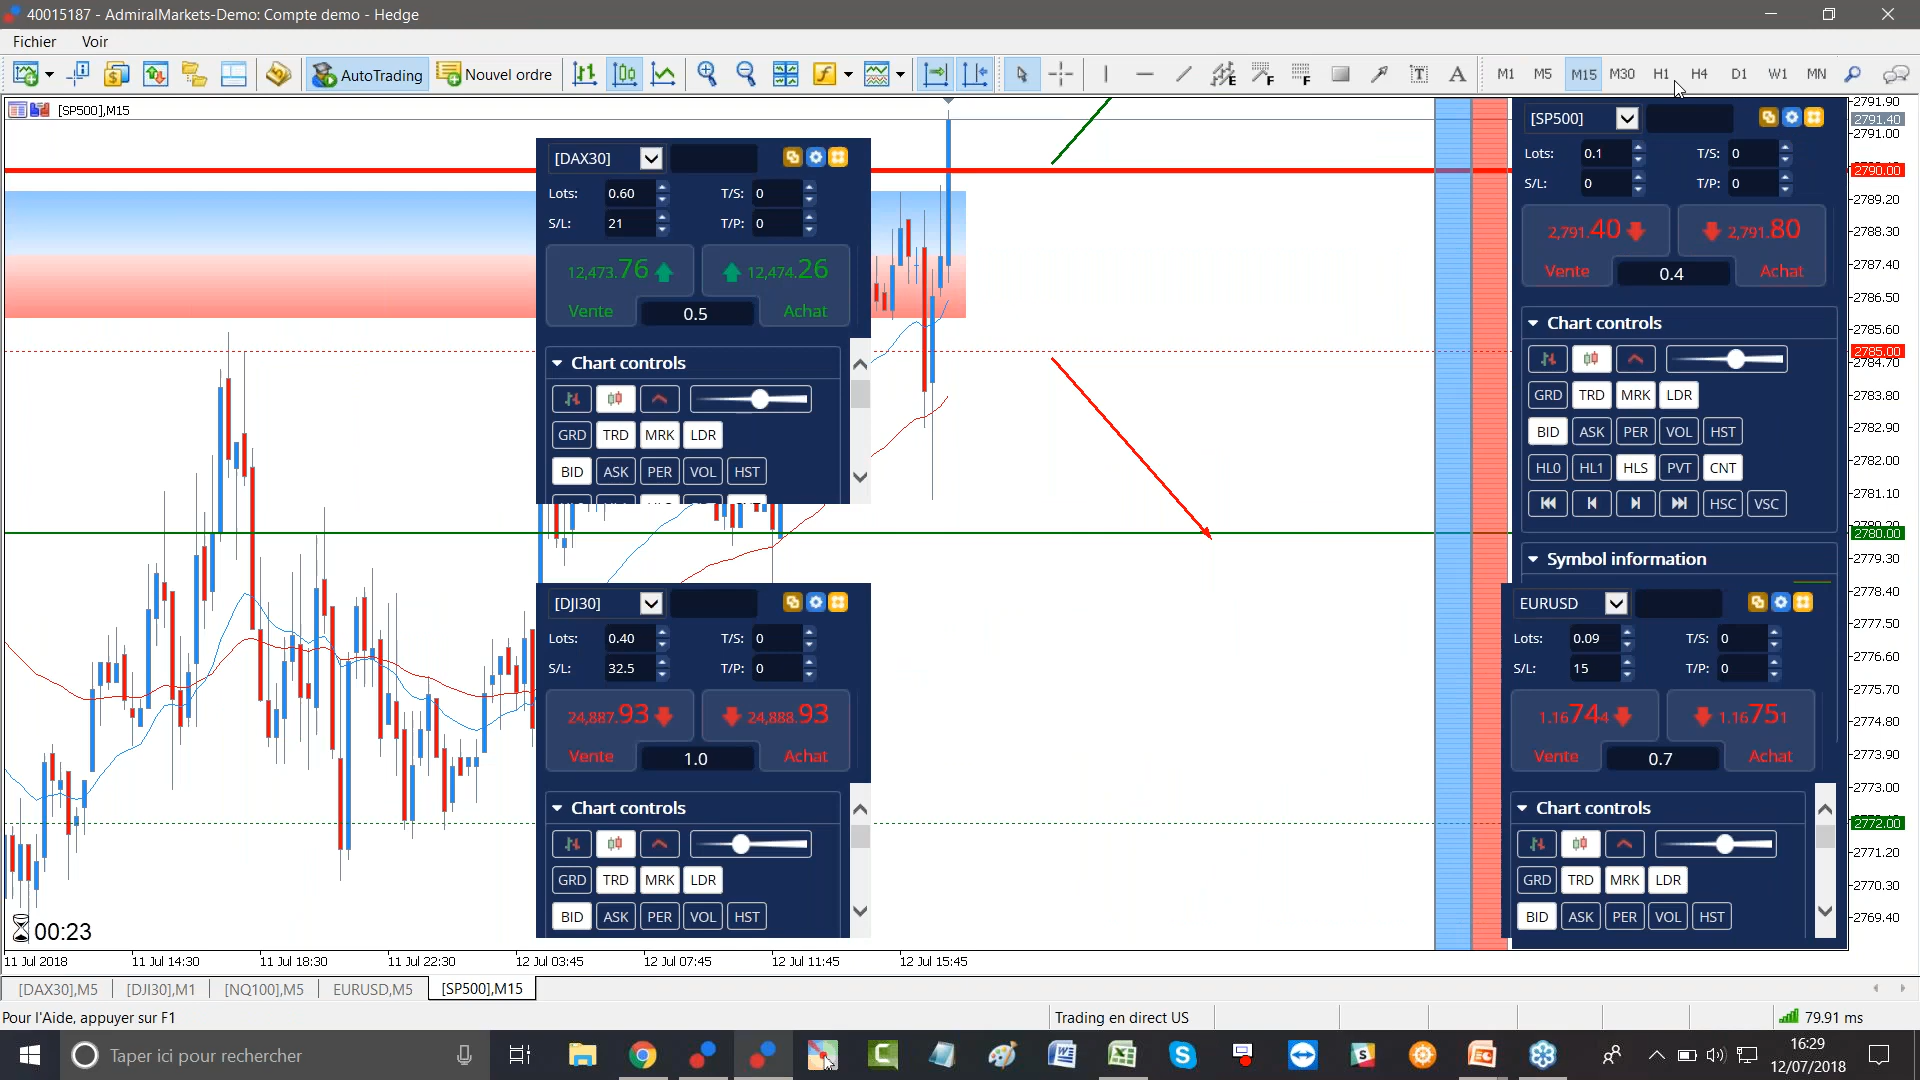 40015187 - AdmiralMarkets-Demo: Compte demo - Hedge
Fichier Voir
AutoTrading Nouvel ordre M1 M5 M15 M30 H1 H4 D1 W1 MN
[SP500],M15
[DAX30]
Lots: 0.60 T/S: 0
S/L: 21 T/P: 0
12,473.76 12,474.26
Vente 0.5 Achat
Chart controls
GRD TRD MRK LDR
BID ASK PER VOL HST
[DJI30]
Lots: 0.40 T/S: 0
S/L: 32.5 T/P: 0
24,887.93 24,888.93
Vente 1.0 Achat
Chart controls
GRD TRD MRK LDR
BID ASK PER VOL HST
[SP500]
Lots: 0.1 T/S: 0
S/L: 0 T/P: 0
2,791.40 2,791.80
Vente 0.4 Achat
Chart controls
GRD TRD MRK LDR
BID ASK PER VOL HST
HL0 HL1 HLS PVT CNT
HSC VSC
Symbol information
EURUSD
Lots: 0.09 T/S: 0
S/L: 15 T/P: 0
1.16744 1.16751
Vente 0.7 Achat
Chart controls
GRD TRD MRK LDR
BID ASK PER VOL HST
2791.90
2791.40
2791.00
2790.00
2789.20
2788.30
2787.40
2786.50
2785.60
2785.00
2784.70
2783.80
2782.90
2782.00
2781.10
2780.00
2779.30
2778.40
2777.50
2776.60
2775.70
2774.80
2773.90
2773.00
2772.00
2771.20
2770.30
2769.40
00:23
11 Jul 2018 11 Jul 14:30 11 Jul 18:30 11 Jul 22:30 12 Jul 03:45 12 Jul 07:45 12 Jul 11:45 12 Jul 15:45
[DAX30],M5 [DJI30],M1 [NQ100],M5 EURUSD,M5 [SP500],M15
Pour l'Aide, appuyer sur F1 Trading en direct US 79.91 ms
Taper ici pour rechercher
16:29
12/07/2018